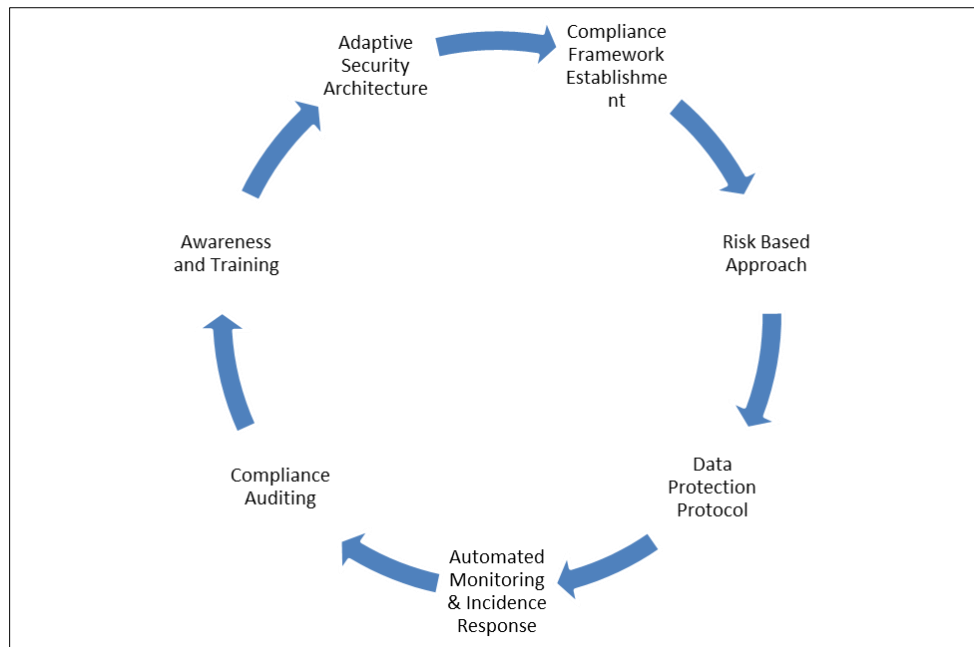 Compliance
Framework
Establishme
nt
Risk Based
Approach
Data
Protection
Protocol
Automated
Monitoring
& Incidence
Response
Compliance
Auditing
Awareness
and Training
Adaptive
Security
Architecture